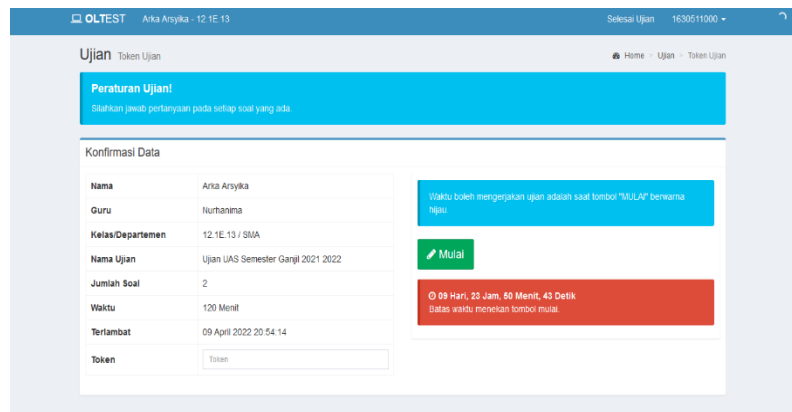 OLTEST Arka Arsyika - 12.1E.13 Selesai Ujian 1630511000
Ujian Token Ujian Home > Ujian > Token Ujian
Peraturan Ujian!
Silahkan jawab pertanyaan pada setiap soal yang ada.
Konfirmasi Data
Nama Arka Arsyika
Guru Nurhanima
Kelas/Departemen 12.1E.13 / SMA
Nama Ujian Ujian UAS Semester Ganjil 2021 2022
Jumlah Soal 2
Waktu 120 Menit
Terlambat 09 April 2022 20:54:14
Token Token
Waktu boleh mengerjakan ujian adalah saat tombol "MULAI" berwarna
hijau.
Mulai
09 Hari, 23 Jam, 50 Menit, 43 Detik
Batas waktu menekan tombol mulai.